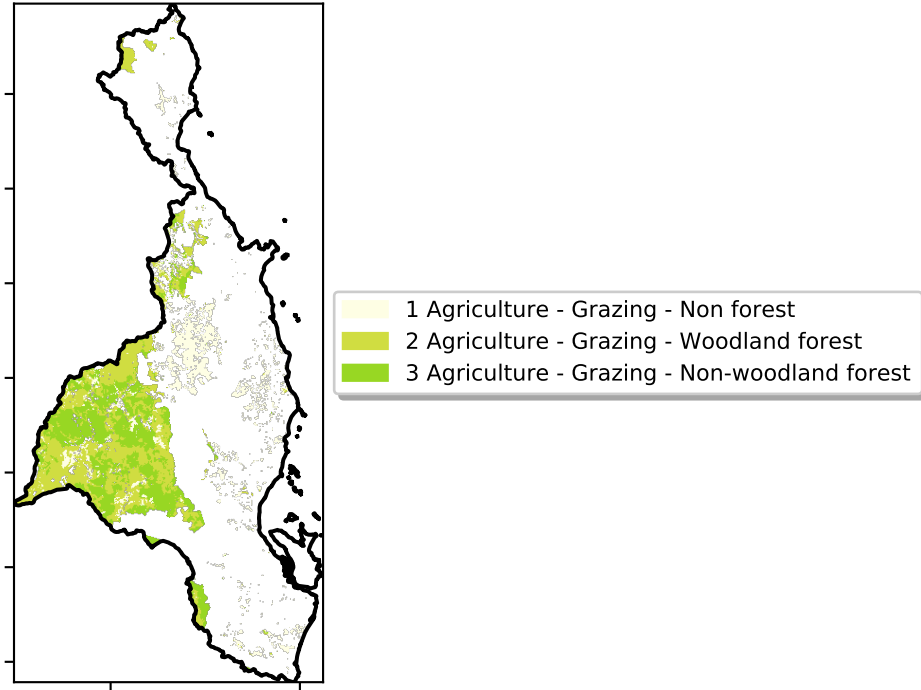 1 Agriculture - Grazing - Non forest
2 Agriculture - Grazing - Woodland forest
3 Agriculture - Grazing - Non-woodland forest